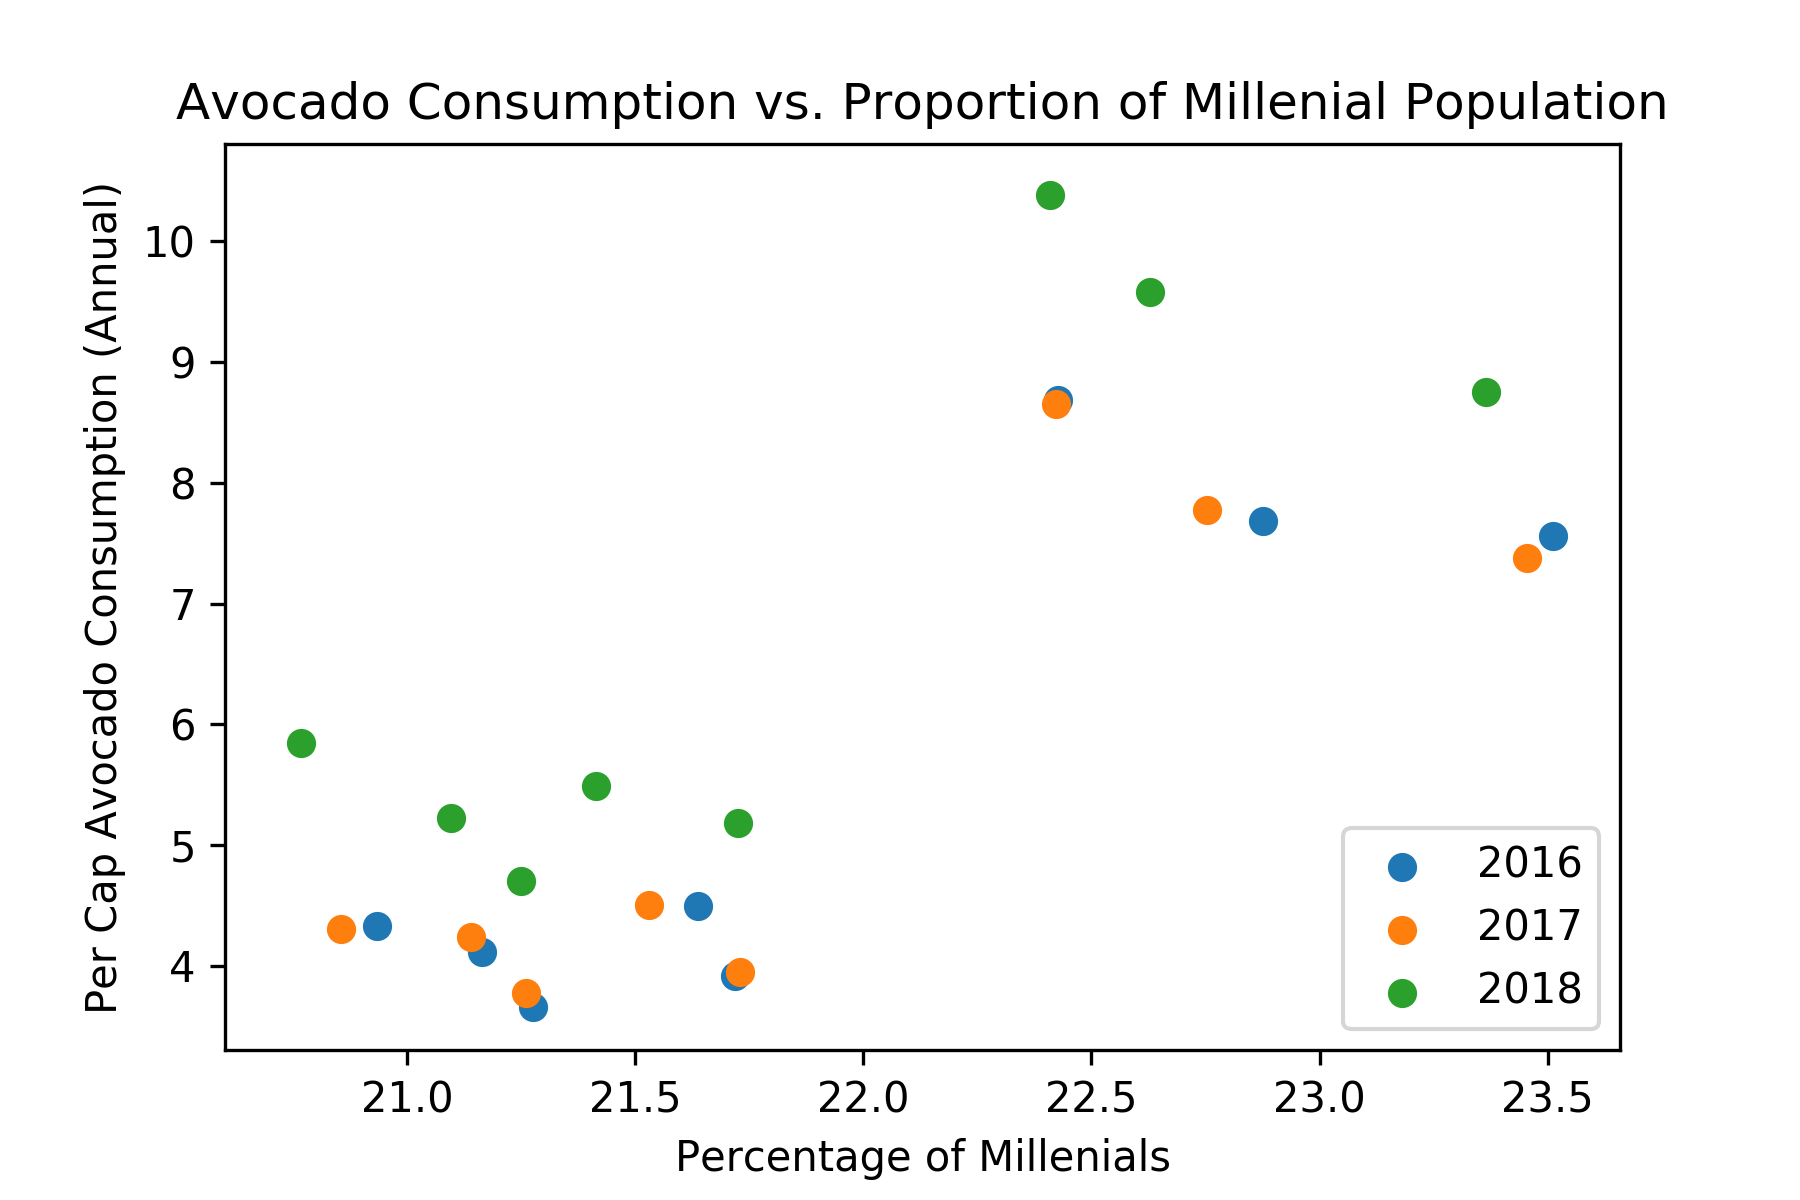 Avocado Consumption vs. Proportion of Millenial Population
Per Cap Avocado Consumption (Annual)
10
9
8
7
6
5
4
2016
2017
2018
21.0 21.5 22.0 22.5 23.0 23.5
Percentage of Millenials